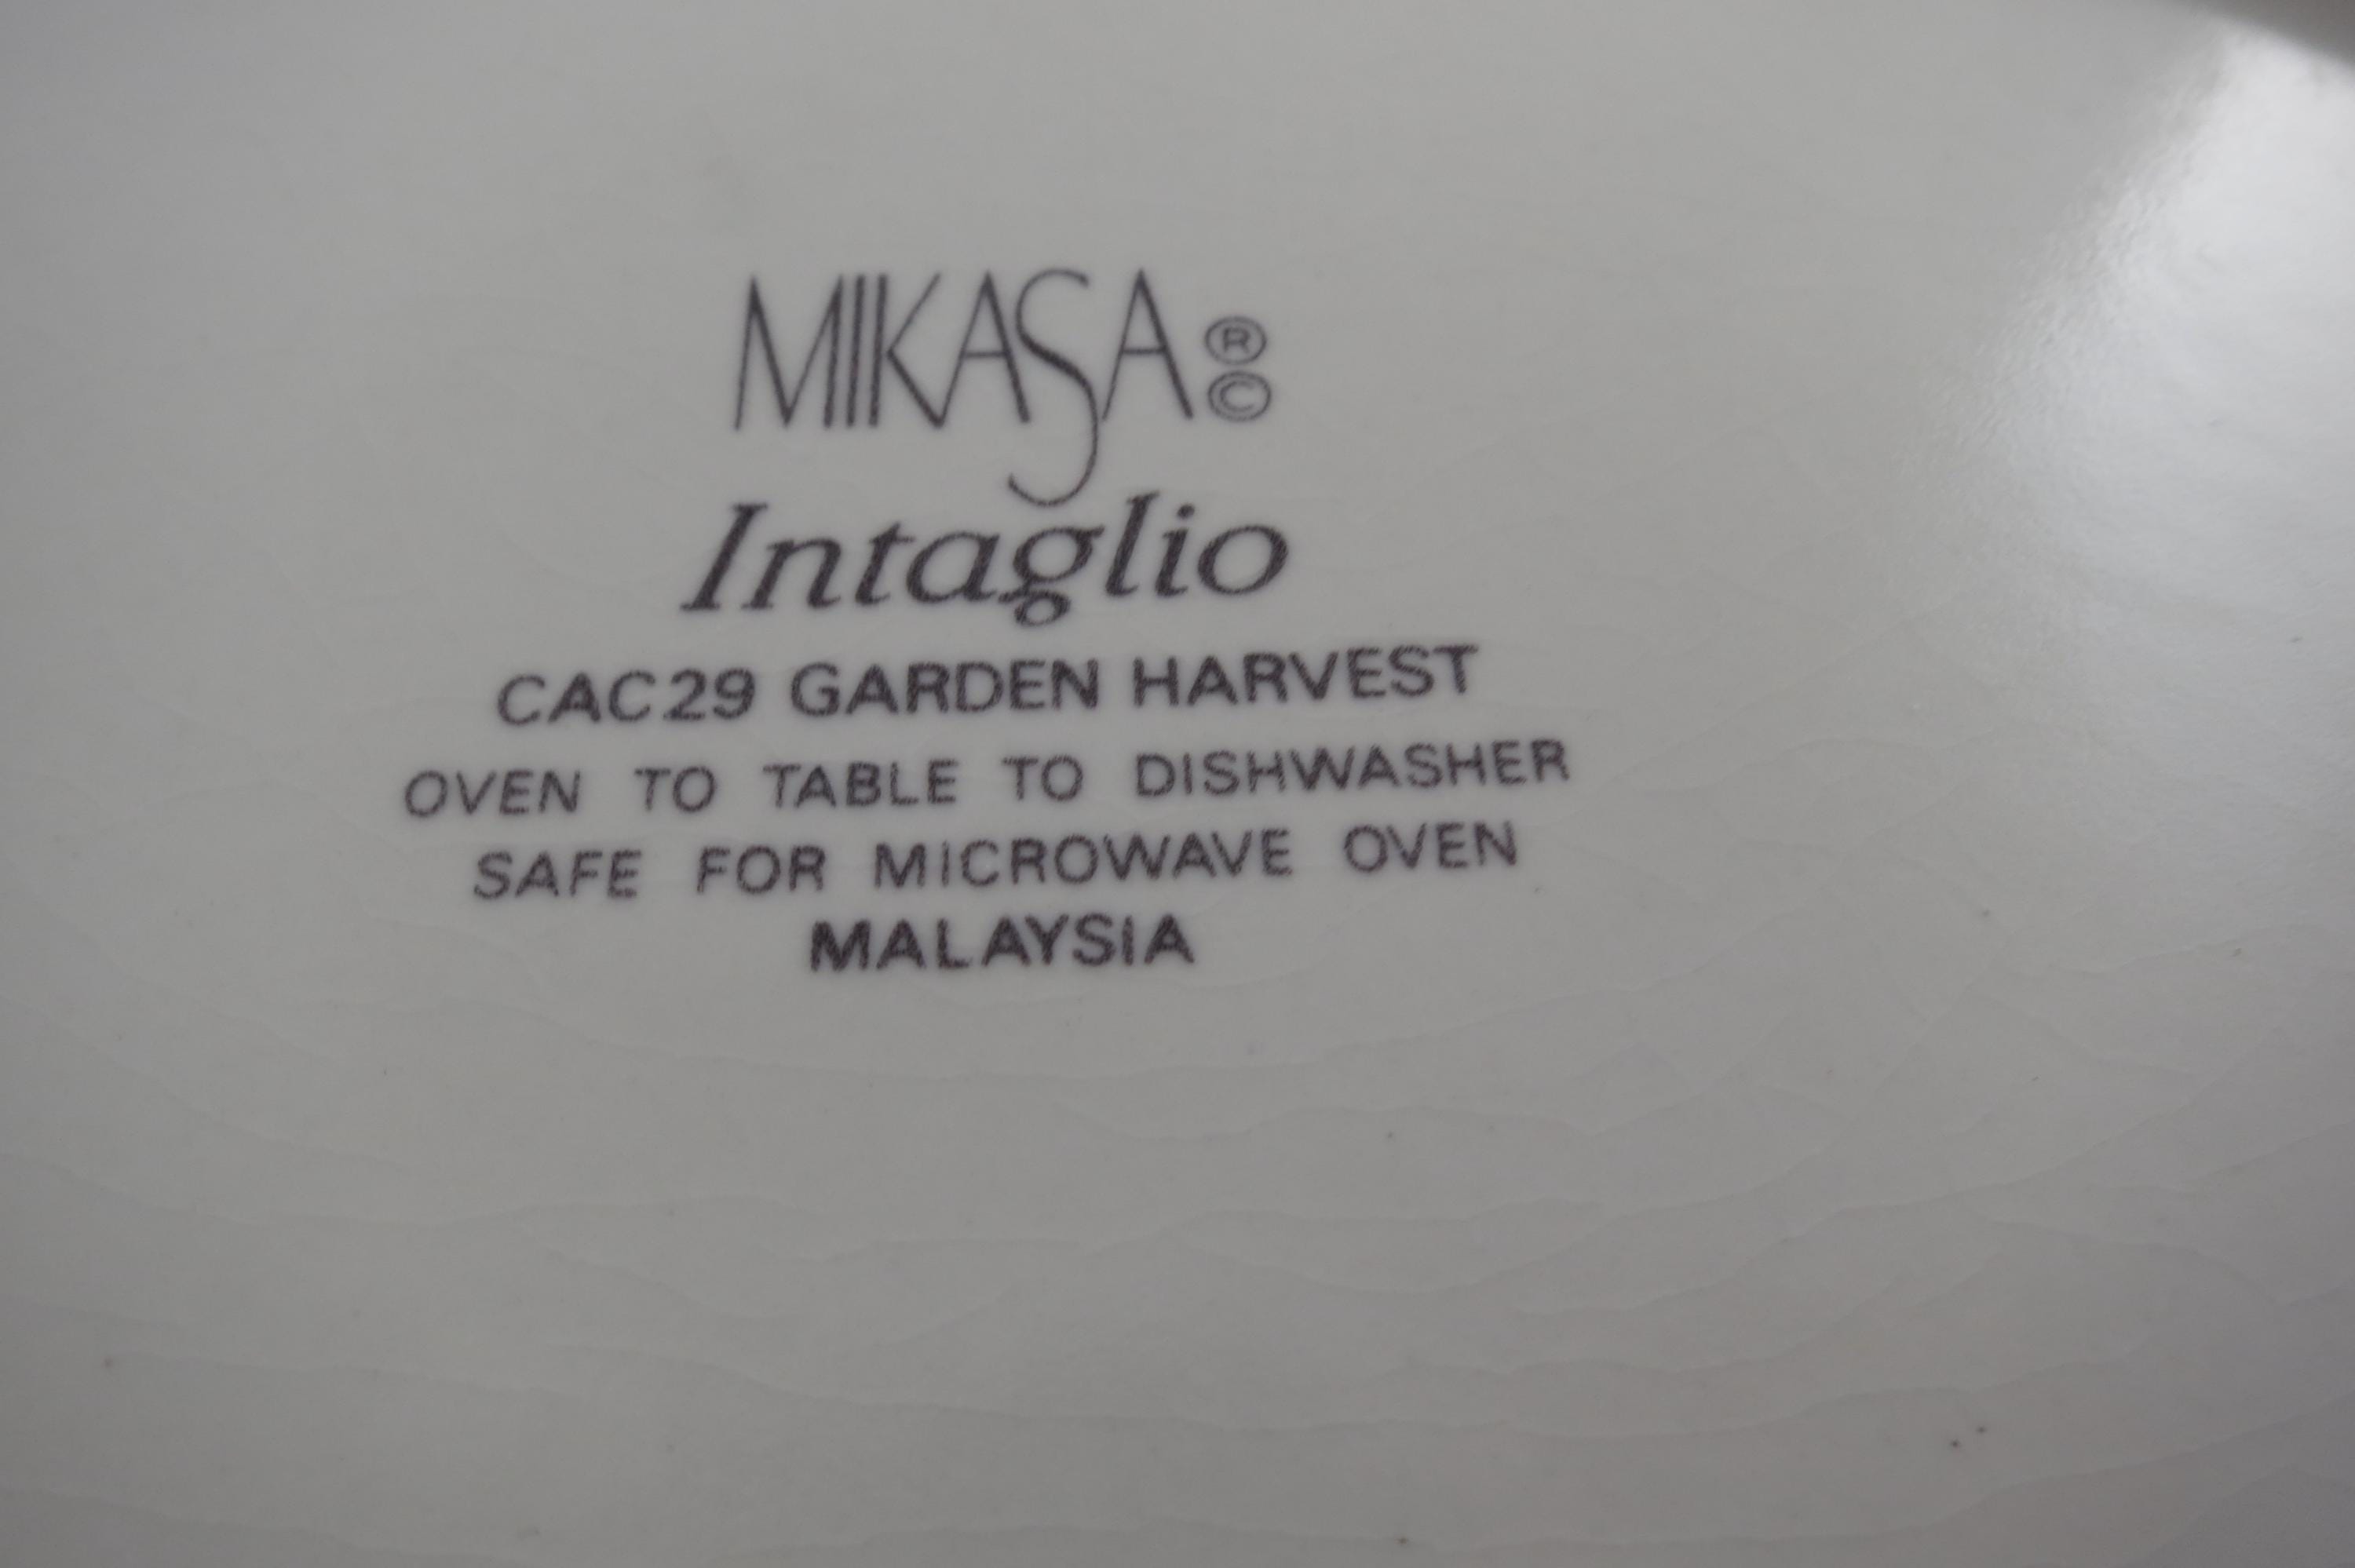 MIKASA ® ©
Intaglio
CAC29 GARDEN HARVEST
OVEN TO TABLE TO DISHWASHER
SAFE FOR MICROWAVE OVEN
MALAYSIA